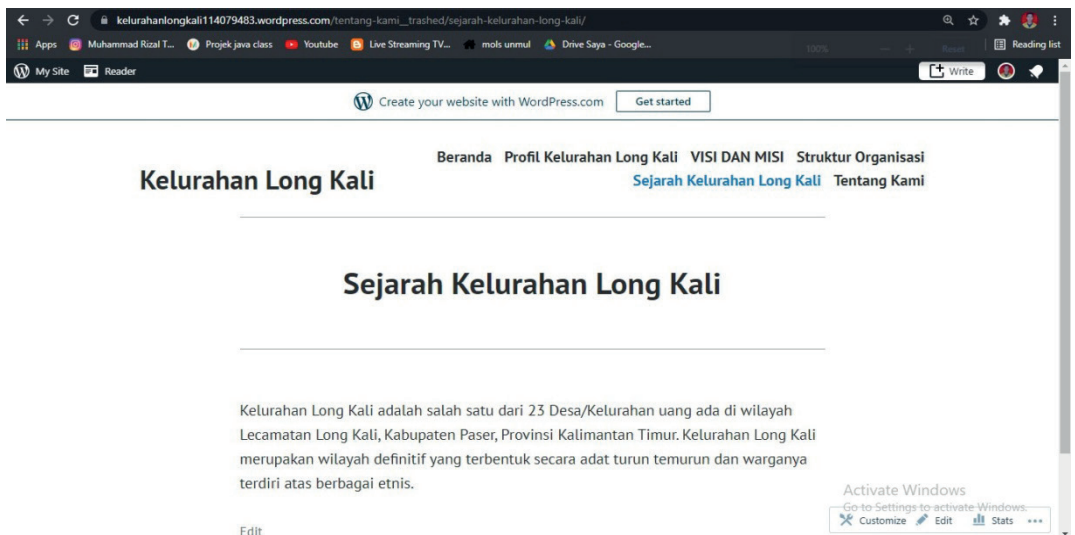 kelurahanlongkali114079483.wordpress.com/tentang-kami__trashed/sejarah-kelurahan-long-kali/
Apps Muhammad Rizal T... Projek java class Youtube Live Streaming TV... mols unmul Drive Saya - Google... 100% — + Reset Reading list
My Site Reader Write
Create your website with WordPress.com Get started
Beranda Profil Kelurahan Long Kali VISI DAN MISI Struktur Organisasi
Kelurahan Long Kali
Sejarah Kelurahan Long Kali Tentang Kami
Sejarah Kelurahan Long Kali
Kelurahan Long Kali adalah salah satu dari 23 Desa/Kelurahan uang ada di wilayah
Lecamatan Long Kali, Kabupaten Paser, Provinsi Kalimantan Timur. Kelurahan Long Kali
merupakan wilayah definitif yang terbentuk secara adat turun temurun dan warganya
terdiri atas berbagai etnis.
Activate Windows
Go to Settings to activate Windows.
Edit
Customize Edit Stats